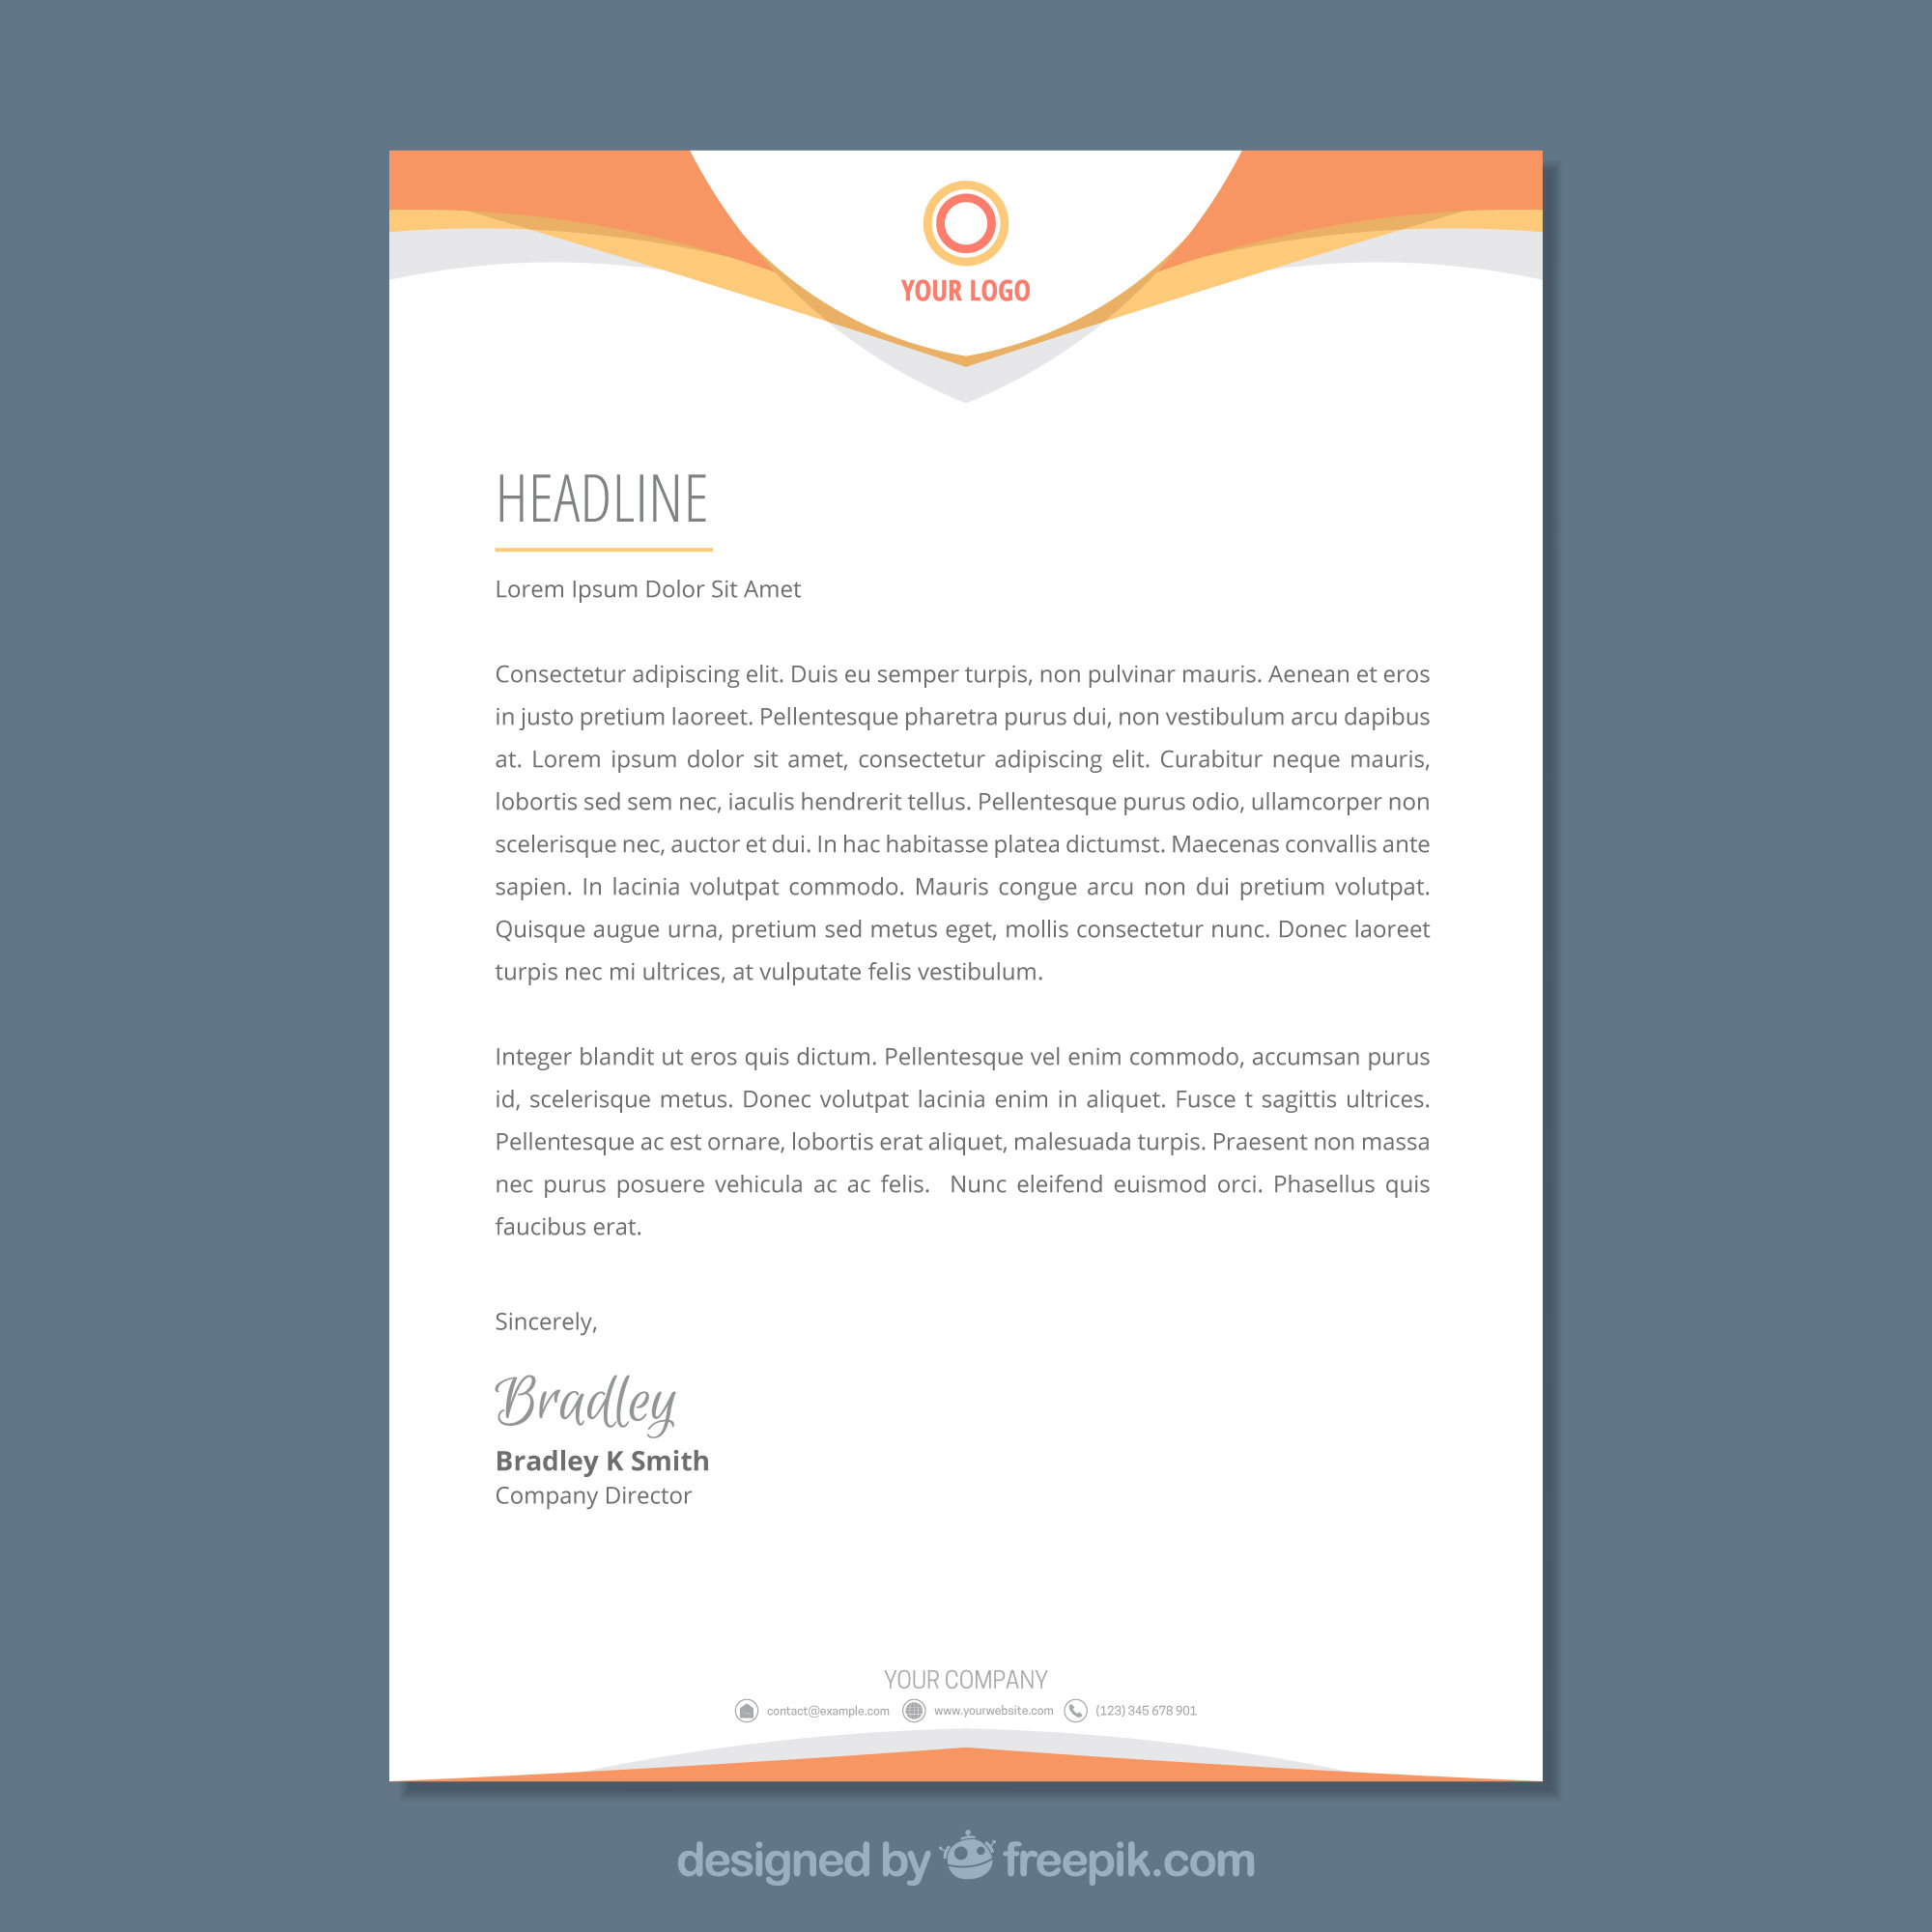 YOUR LOGO
HEADLINE
Lorem Ipsum Dolor Sit Amet
Consectetur adipiscing elit. Duis eu semper turpis, non pulvinar mauris. Aenean et eros
in justo pretium laoreet. Pellentesque pharetra purus dui, non vestibulum arcu dapibus
at. Lorem ipsum dolor sit amet, consectetur adipiscing elit. Curabitur neque mauris,
lobortis sed sem nec, iaculis hendrerit tellus. Pellentesque purus odio, ullamcorper non
scelerisque nec, auctor et dui. In hac habitasse platea dictumst. Maecenas convallis ante
sapien. In lacinia volutpat commodo. Mauris congue arcu non dui pretium volutpat.
Quisque augue urna, pretium sed metus eget, mollis consectetur nunc. Donec laoreet
turpis nec mi ultrices, at vulputate felis vestibulum.
Integer blandit ut eros quis dictum. Pellentesque vel enim commodo, accumsan purus
id, scelerisque metus. Donec volutpat lacinia enim in aliquet. Fusce t sagittis ultrices.
Pellentesque ac est ornare, lobortis erat aliquet, malesuada turpis. Praesent non massa
nec purus posuere vehicula ac ac felis. Nunc eleifend euismod orci. Phasellus quis
faucibus erat.
Sincerely,
Bradley
Bradley K Smith
Company Director
YOUR COMPANY
contact@example.com www.yourwebsite.com (123) 345 678 901
designed by freepik.com